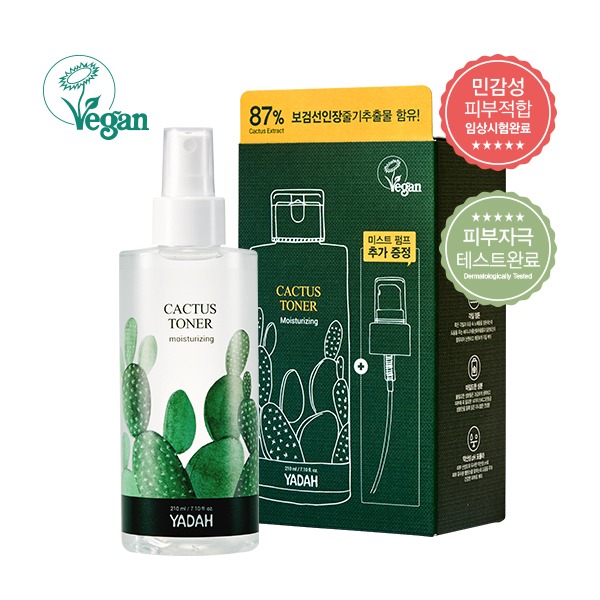 Vegan
민감성
피부적합
임상시험완료
87% 보검선인장줄기추출물 함유!
Cactus Extract
Vegan
미스트 펌프
추가 증정
피부자극
테스트완료
Dermatologically Tested
CACTUS
TONER
Moisturizing
CACTUS
TONER
moisturizing
210 ml / 7.10 fl oz.
210 ml / 7.10 fl oz.
YADAH
YADAH